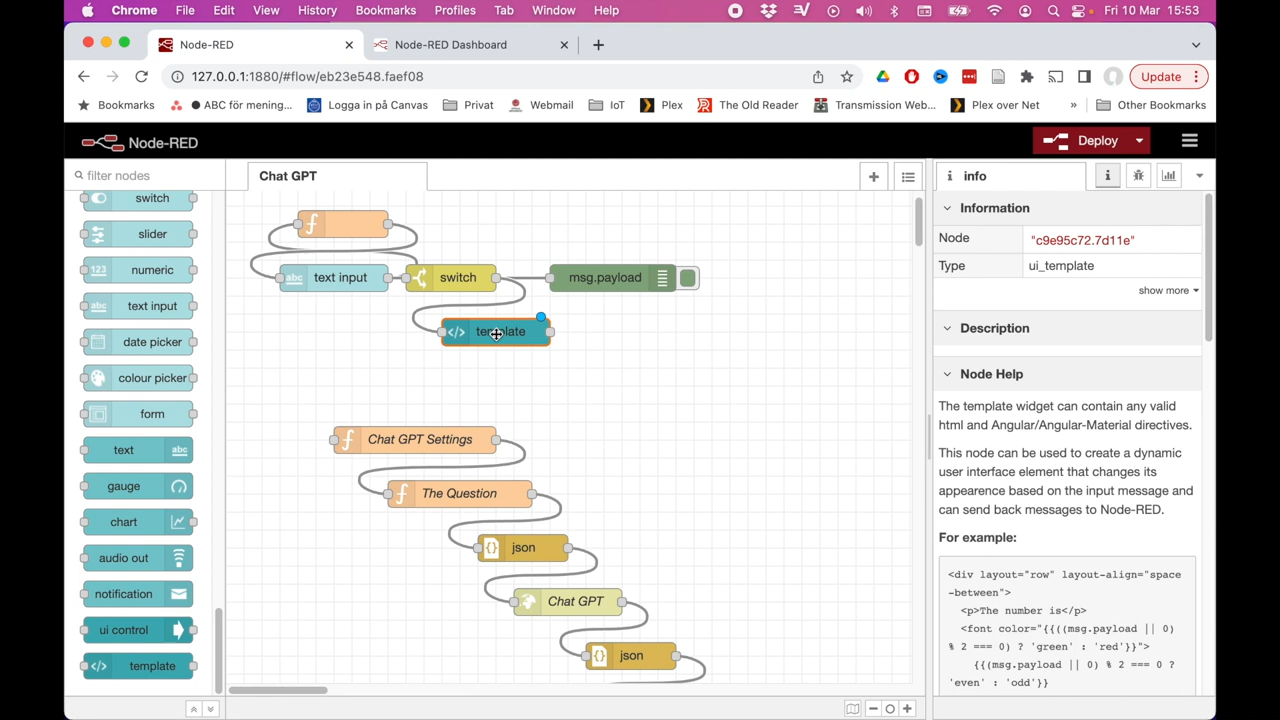 Chrome File Edit View History Bookmarks Profiles Tab Window Help Fri 10 Mar 15:53
Node-RED
Node-RED Dashboard
127.0.0.1:1880/#flow/eb23e548.faef08
Update
Bookmarks
ABC för mening...
Logga in på Canvas
Privat
Webmail
IoT
Plex
The Old Reader
Transmission Web...
Plex over Net
»
Other Bookmarks
Node-RED
Deploy
filter nodes
switch
slider
123 numeric
abc text input
date picker
colour picker
form
text abc
gauge
chart
audio out
notification
ui control
</> template
Chat GPT
f
abc text input
switch
msg.payload
</> template
f Chat GPT Settings
f The Question
{} json
Chat GPT
{} json
i info
i
Information
Node "c9e95c72.7d11e"
Type ui_template
show more
Description
Node Help
The template widget can contain any valid
html and Angular/Angular-Material directives.
This node can be used to create a dynamic
user interface element that changes its
appearence based on the input message and
can send back messages to Node-RED.
For example:
<div layout="row" layout-align="space
-between">
<p>The number is</p>
<font color="{{((msg.payload || 0)
% 2 === 0) ? 'green' : 'red'}}">
{{(msg.payload || 0) % 2 === 0 ?
'even' : 'odd'}}